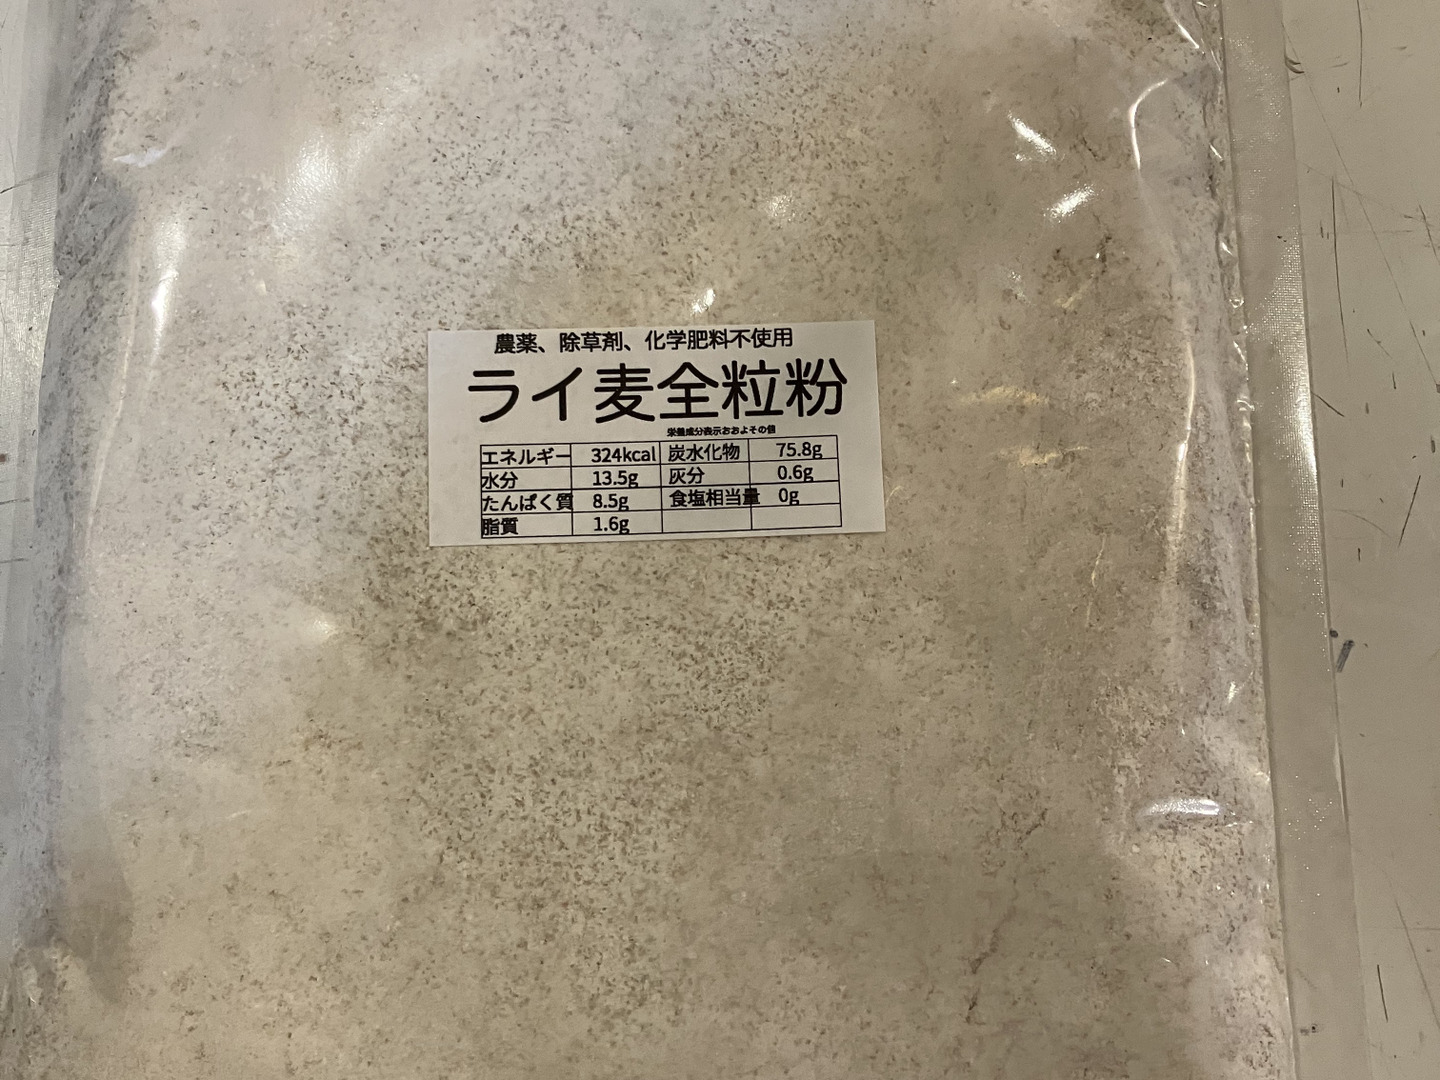 農薬、除草剤、化学肥料不使用
ライ麦全粒粉
栄養成分表示おおよその値
エネルギー 324kcal 炭水化物 75.8g
水分 13.5g 灰分 0.6g
たんぱく質 8.5g 食塩相当量 0g
脂質 1.6g